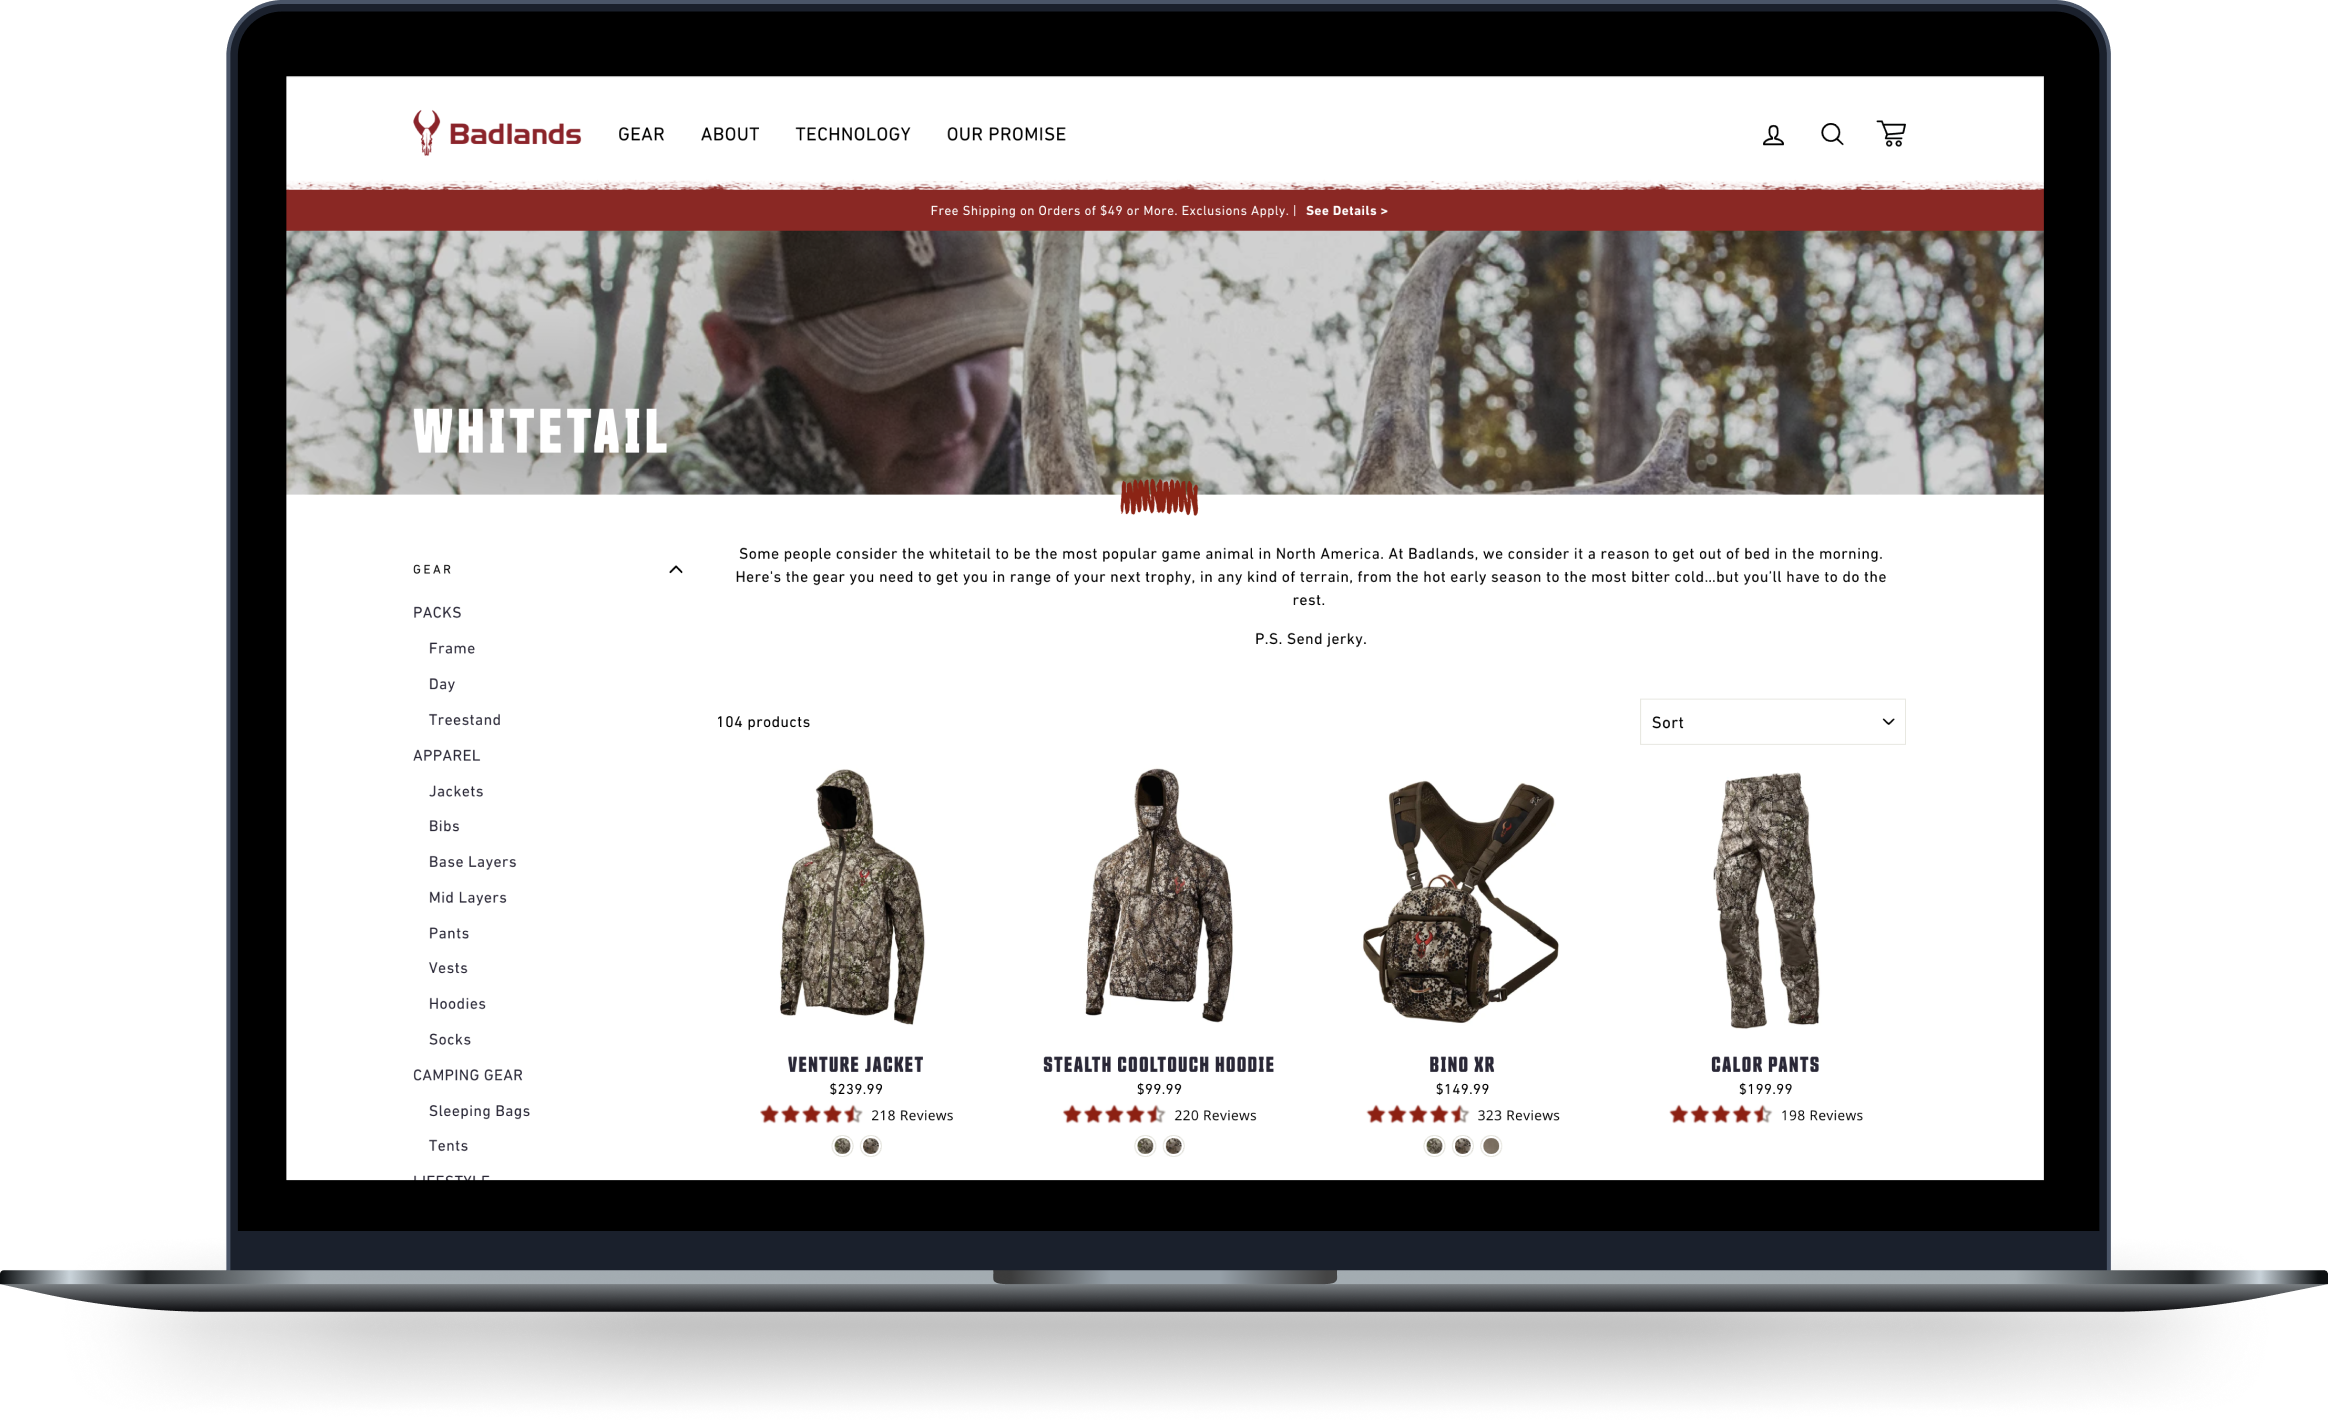 Badlands GEAR ABOUT TECHNOLOGY OUR PROMISE
Free Shipping on Orders of $49 or More. Exclusions Apply. | See Details >
WHITETAIL
GEAR
PACKS
Frame
Day
Treestand
APPAREL
Jackets
Bibs
Base Layers
Mid Layers
Pants
Vests
Hoodies
Socks
CAMPING GEAR
Sleeping Bags
Tents
LIFESTYLE
Some people consider the whitetail to be the most popular game animal in North America. At Badlands, we consider it a reason to get out of bed in the morning.
Here's the gear you need to get you in range of your next trophy, in any kind of terrain, from the hot early season to the most bitter cold...but you'll have to do the
rest.
P.S. Send jerky.
104 products
Sort
VENTURE JACKET
$239.99
218 Reviews
STEALTH COOLTOUCH HOODIE
$99.99
220 Reviews
BINO XR
$149.99
323 Reviews
CALOR PANTS
$199.99
198 Reviews